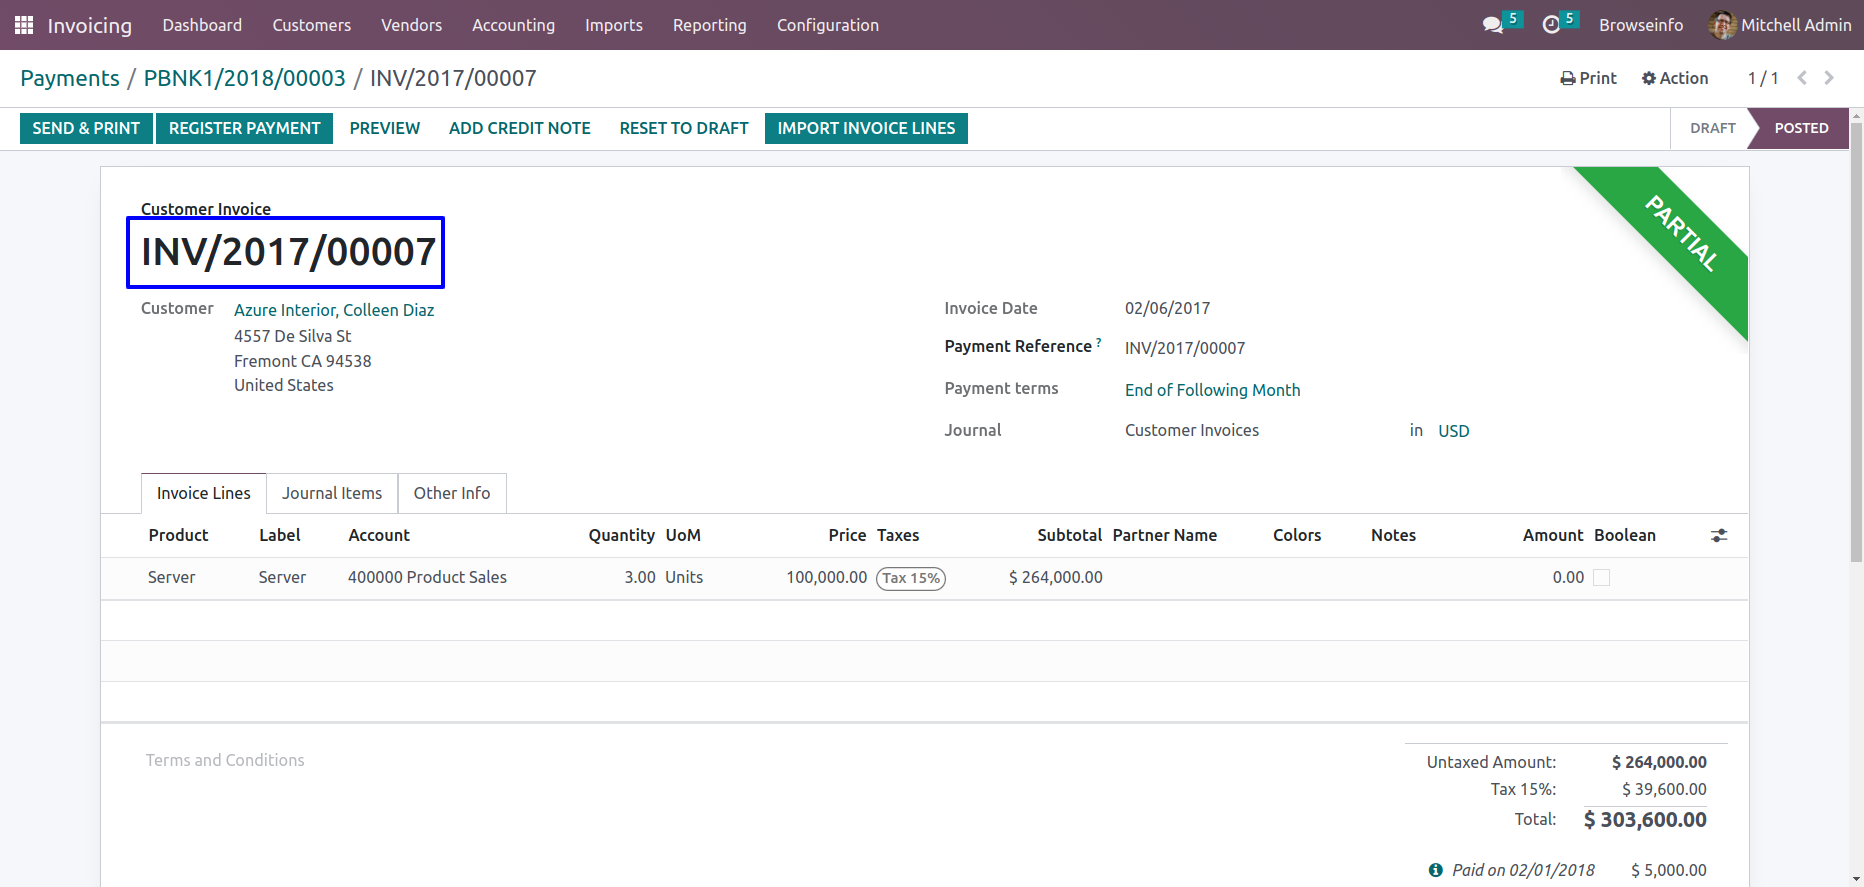 Invoicing Dashboard Customers Vendors Accounting Imports Reporting Configuration 5 5 Browseinfo Mitchell Admin
Payments / PBNK1/2018/00003 / INV/2017/00007 Print Action 1 / 1
SEND & PRINT REGISTER PAYMENT PREVIEW ADD CREDIT NOTE RESET TO DRAFT IMPORT INVOICE LINES DRAFT POSTED
PARTIAL
Customer Invoice
INV/2017/00007
Customer Azure Interior, Colleen Diaz
4557 De Silva St
Fremont CA 94538
United States
Invoice Date 02/06/2017
Payment Reference ? INV/2017/00007
Payment terms End of Following Month
Journal Customer Invoices in USD
Invoice Lines Journal Items Other Info
Product Label Account Quantity UoM Price Taxes Subtotal Partner Name Colors Notes Amount Boolean
Server Server 400000 Product Sales 3.00 Units 100,000.00 Tax 15% $ 264,000.00 0.00
Terms and Conditions
Untaxed Amount: $ 264,000.00
Tax 15%: $ 39,600.00
Total: $ 303,600.00
Paid on 02/01/2018 $ 5,000.00